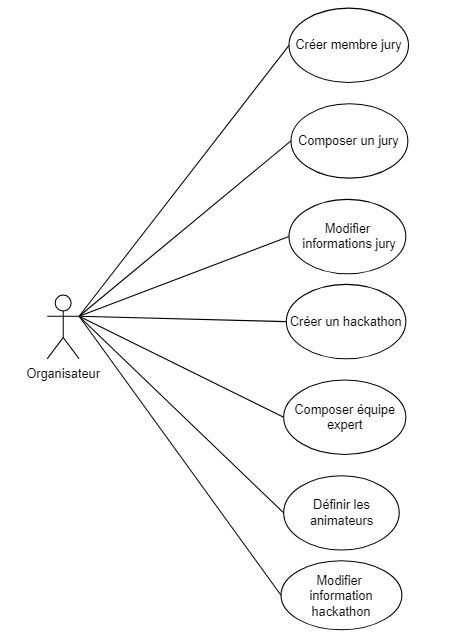 Créer membre jury
Composer un jury
Modifier
informations jury
Créer un hackathon
Organisateur
Composer équipe
expert
Définir les
animateurs
Modifier
information
hackathon